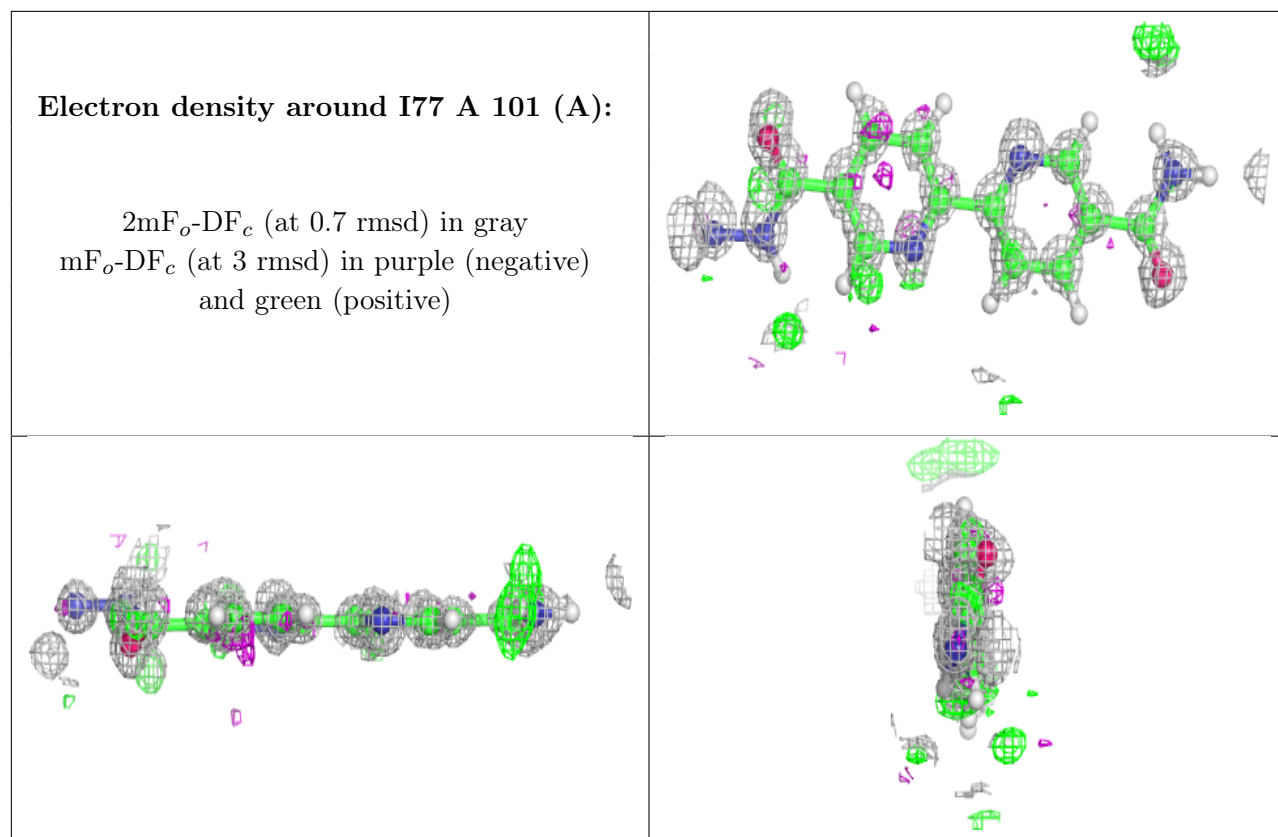 Electron density around I77 A 101 (A):
2mFo-DFc (at 0.7 rmsd) in gray
mFo-DFc (at 3 rmsd) in purple (negative)
and green (positive)